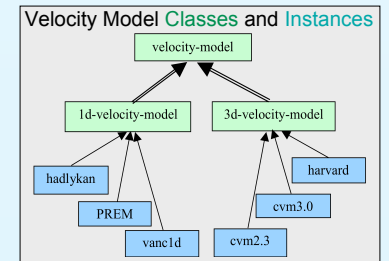 Velocity Model Classes and Instances
velocity-model
1d-velocity-model
3d-velocity-model
hadlykan
PREM
vanc1d
cvm2.3
cvm3.0
harvard